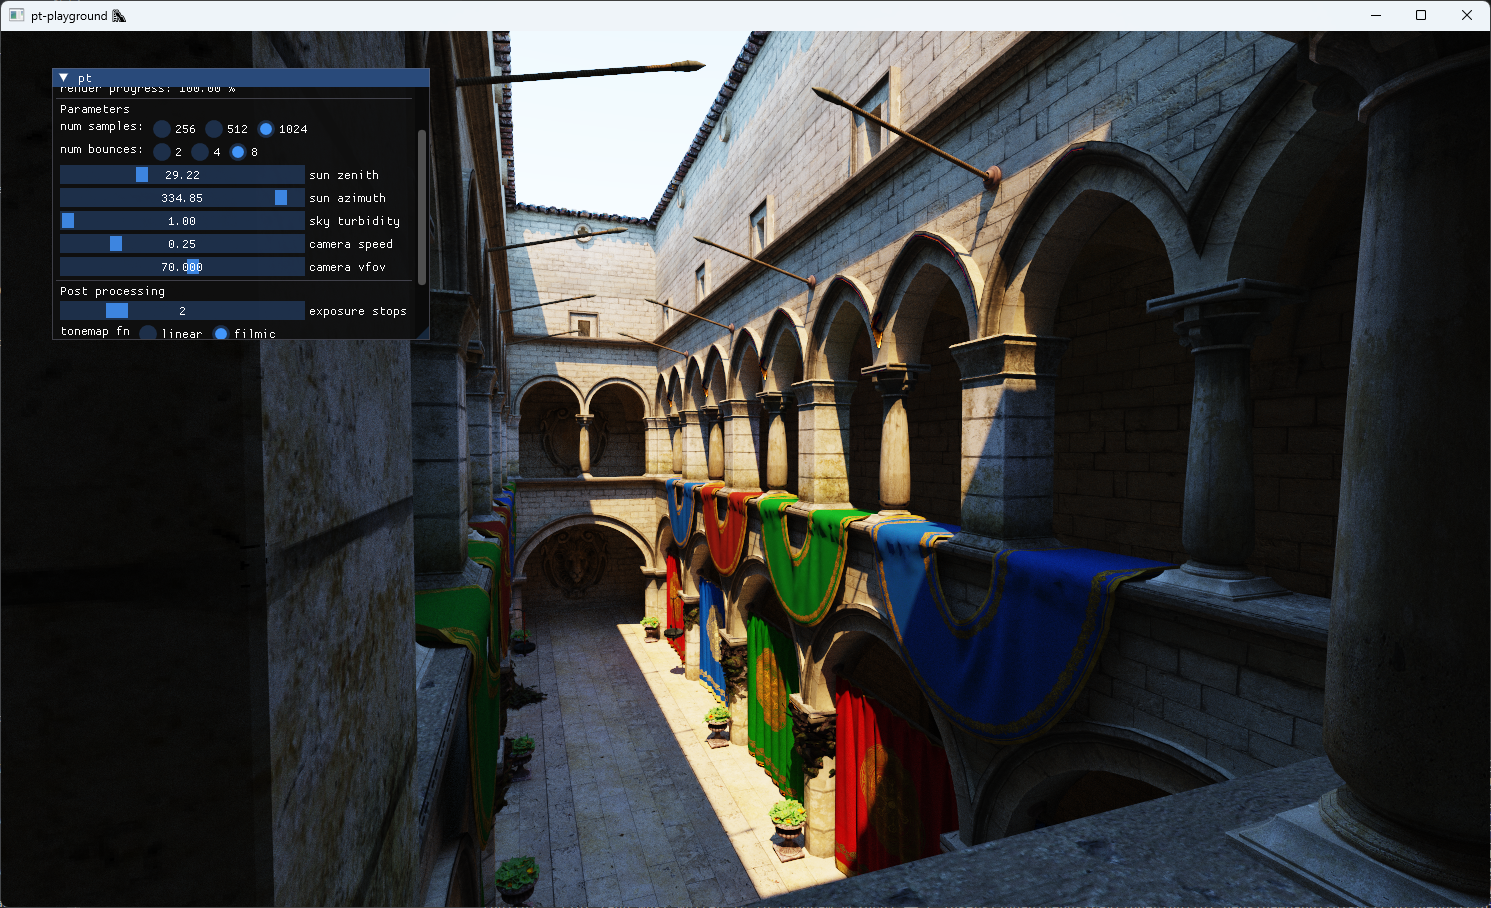 pt-playground
pt
render progress: 100.00 %
Parameters
num samples: 256 512 1024
num bounces: 2 4 8
29.22 sun zenith
334.85 sun azimuth
1.00 sky turbidity
0.25 camera speed
70.000 camera vfov
Post processing
2 exposure stops
tonemap fn linear filmic